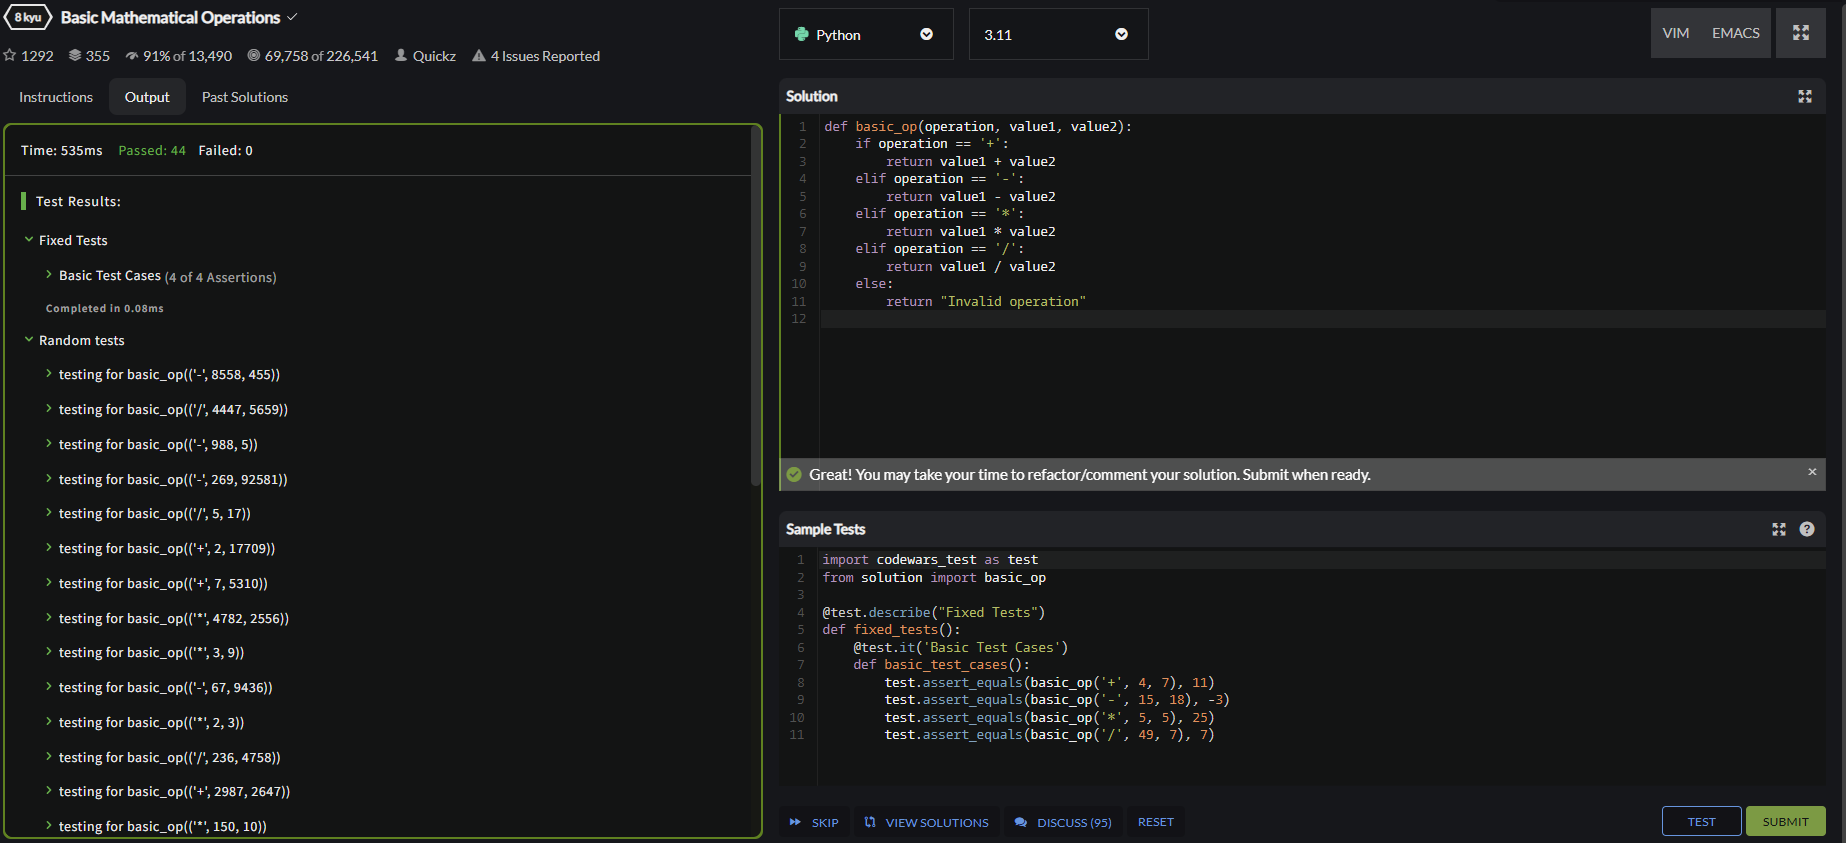 8 kyu Basic Mathematical Operations
1292 355 91% of 13,490 69,758 of 226,541 Quickz 4 Issues Reported
Instructions Output Past Solutions
Time: 535ms Passed: 44 Failed: 0
Test Results:
Fixed Tests
Basic Test Cases (4 of 4 Assertions)
Completed in 0.08ms
Random tests
testing for basic_op(('-', 8558, 455))
testing for basic_op(('/', 4447, 5659))
testing for basic_op(('-', 988, 5))
testing for basic_op(('-', 269, 92581))
testing for basic_op(('/', 5, 17))
testing for basic_op(('+', 2, 17709))
testing for basic_op(('+', 7, 5310))
testing for basic_op(('*', 4782, 2556))
testing for basic_op(('*', 3, 9))
testing for basic_op(('-', 67, 9436))
testing for basic_op(('*', 2, 3))
testing for basic_op(('/', 236, 4758))
testing for basic_op(('+', 2987, 2647))
testing for basic_op(('*', 150, 10))
Python 3.11 VIM EMACS
Solution
1 def basic_op(operation, value1, value2):
2     if operation == '+':
3         return value1 + value2
4     elif operation == '-':
5         return value1 - value2
6     elif operation == '*':
7         return value1 * value2
8     elif operation == '/':
9         return value1 / value2
10     else:
11         return "Invalid operation"
12
Great! You may take your time to refactor/comment your solution. Submit when ready. ×
Sample Tests ?
1 import codewars_test as test
2 from solution import basic_op
3
4 @test.describe("Fixed Tests")
5 def fixed_tests():
6     @test.it('Basic Test Cases')
7     def basic_test_cases():
8         test.assert_equals(basic_op('+', 4, 7), 11)
9         test.assert_equals(basic_op('-', 15, 18), -3)
10         test.assert_equals(basic_op('*', 5, 5), 25)
11         test.assert_equals(basic_op('/', 49, 7), 7)
SKIP VIEW SOLUTIONS DISCUSS (95) RESET TEST SUBMIT